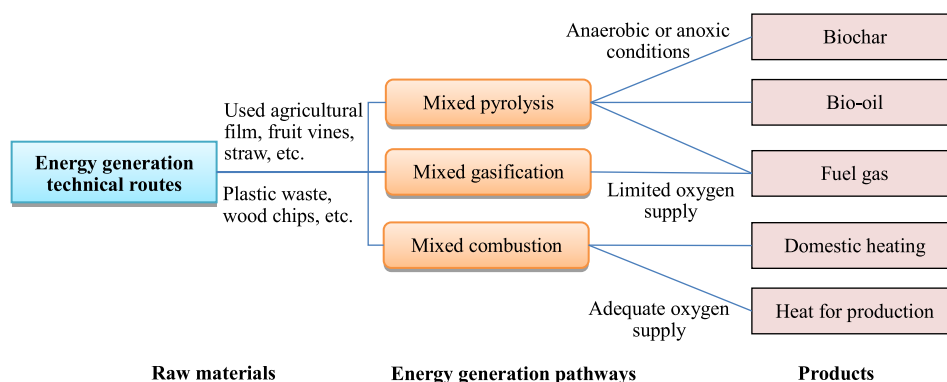 Energy generation
technical routes
Used agricultural
film, fruit vines,
straw, etc.
Plastic waste,
wood chips, etc.
Mixed pyrolysis
Mixed gasification
Mixed combustion
Anaerobic or anoxic
conditions
Limited oxygen
supply
Adequate oxygen
supply
Biochar
Bio-oil
Fuel gas
Domestic heating
Heat for production
Raw materials
Energy generation pathways
Products